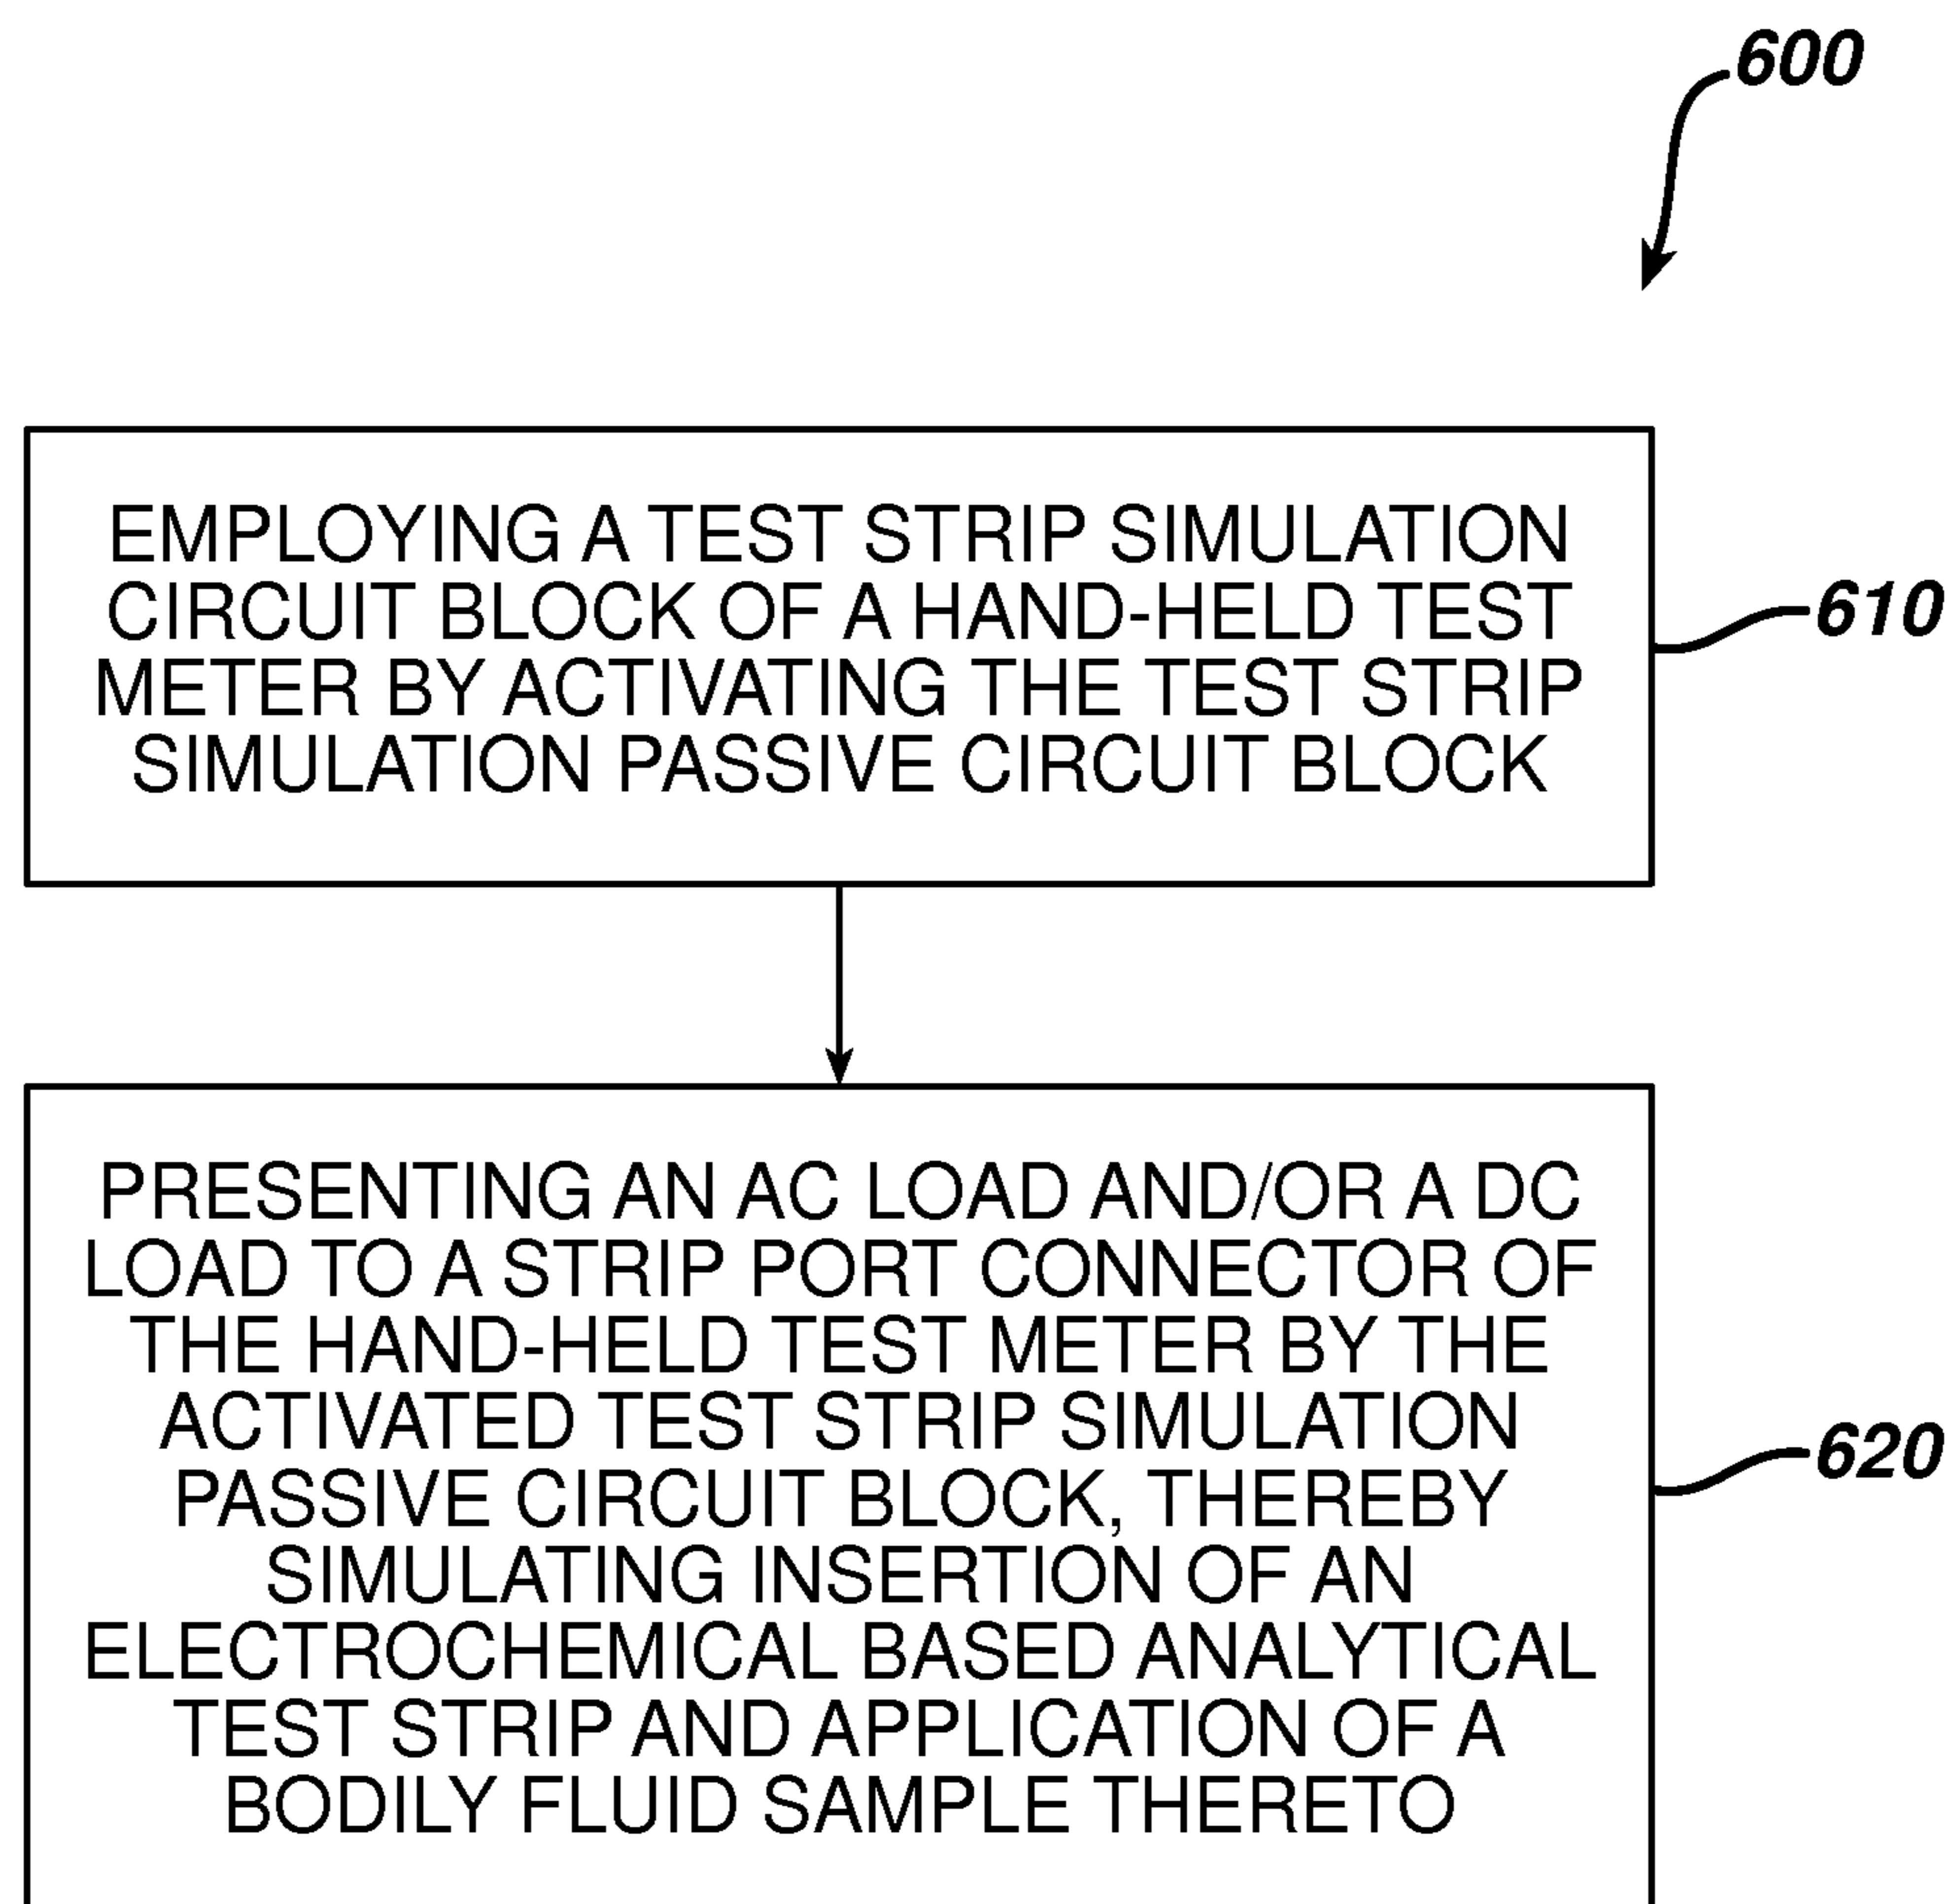 600
EMPLOYING A TEST STRIP SIMULATION
CIRCUIT BLOCK OF A HAND-HELD TEST
METER BY ACTIVATING THE TEST STRIP
SIMULATION PASSIVE CIRCUIT BLOCK
610
PRESENTING AN AC LOAD AND/OR A DC
LOAD TO A STRIP PORT CONNECTOR OF
THE HAND-HELD TEST METER BY THE
ACTIVATED TEST STRIP SIMULATION
PASSIVE CIRCUIT BLOCK, THEREBY
SIMULATING INSERTION OF AN
ELECTROCHEMICAL BASED ANALYTICAL
TEST STRIP AND APPLICATION OF A
BODILY FLUID SAMPLE THERETO
620